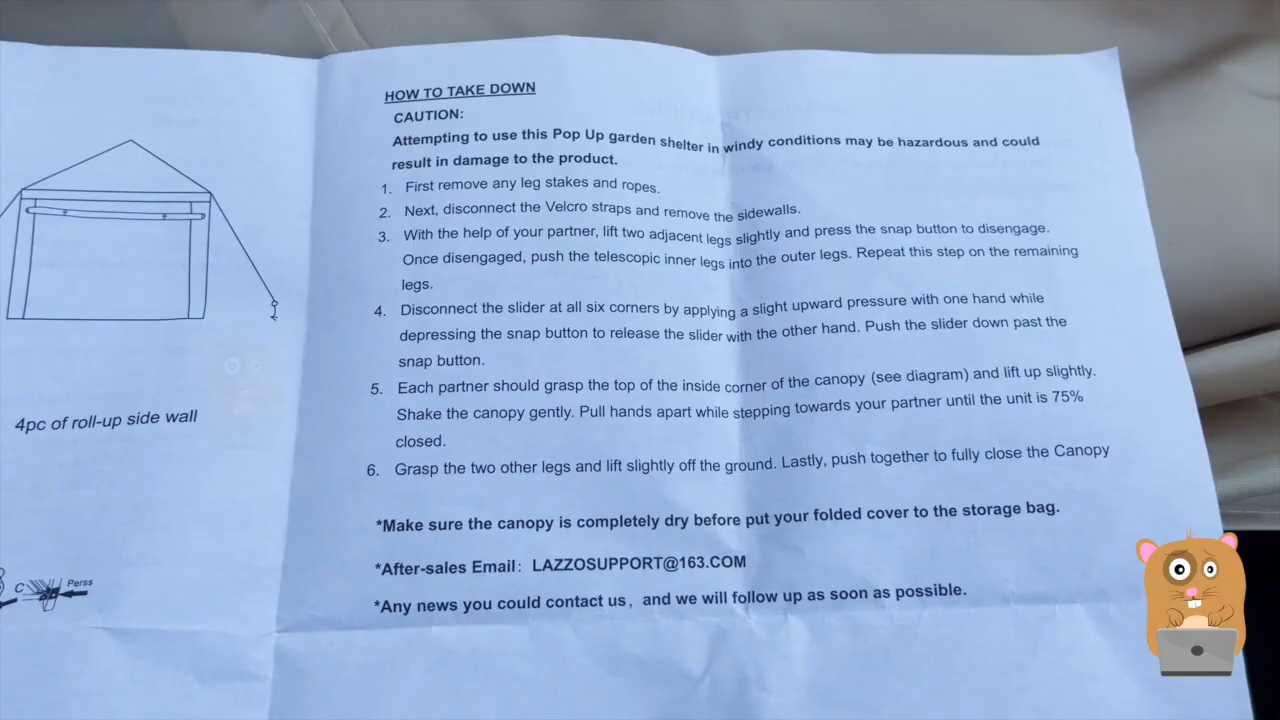 HOW TO TAKE DOWN
CAUTION:
Attempting to use this Pop Up garden shelter in windy conditions may be hazardous and could
result in damage to the product.
1. First remove any leg stakes and ropes.
2. Next, disconnect the Velcro straps and remove the sidewalls.
3. With the help of your partner, lift two adjacent legs slightly and press the snap button to disengage.
Once disengaged, push the telescopic inner legs into the outer legs. Repeat this step on the remaining
legs.
4. Disconnect the slider at all six corners by applying a slight upward pressure with one hand while
depressing the snap button to release the slider with the other hand. Push the slider down past the
snap button.
5. Each partner should grasp the top of the inside corner of the canopy (see diagram) and lift up slightly.
Shake the canopy gently. Pull hands apart while stepping towards your partner until the unit is 75%
closed.
6. Grasp the two other legs and lift slightly off the ground. Lastly, push together to fully close the Canopy
*Make sure the canopy is completely dry before put your folded cover to the storage bag.
*After-sales Email: LAZZOSUPPORT@163.COM
*Any news you could contact us, and we will follow up as soon as possible.
4pc of roll-up side wall
C Perss